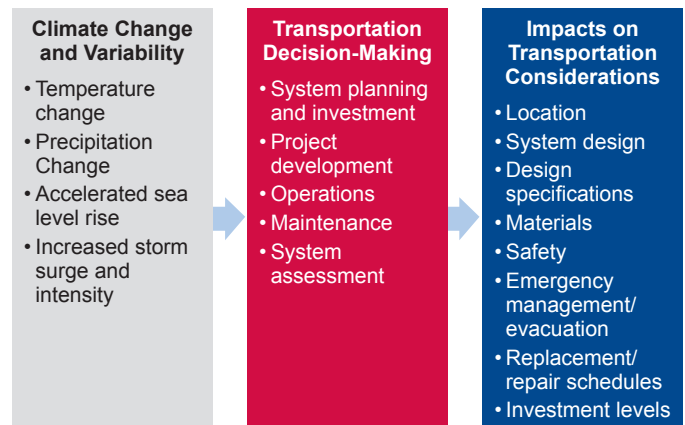 Climate Change
and Variability
• Temperature
change
• Precipitation
Change
• Accelerated sea
level rise
• Increased storm
surge and
intensity
Transportation
Decision-Making
• System planning
and investment
• Project
development
• Operations
• Maintenance
• System
assessment
Impacts on
Transportation
Considerations
• Location
• System design
• Design
specifications
• Materials
• Safety
• Emergency
management/
evacuation
• Replacement/
repair schedules
• Investment levels